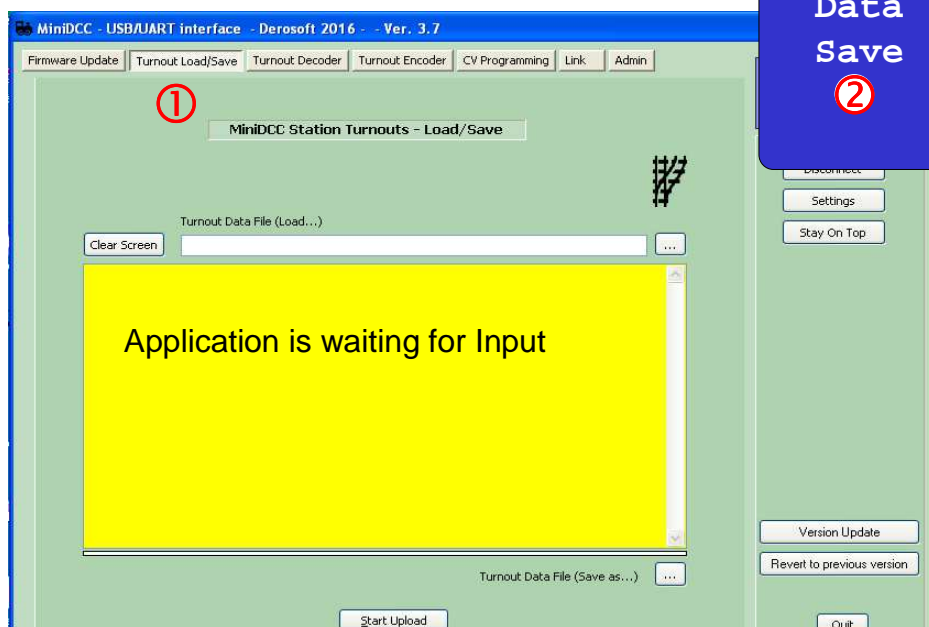 MiniDCC - USB/UART interface - Derosoft 2016 - - Ver. 3.7
Data
Save
②
Firmware Update Turnout Load/Save Turnout Decoder Turnout Encoder CV Programming Link Admin
①
MiniDCC Station Turnouts - Load/Save
Disconnect
Settings
Stay On Top
Turnout Data File (Load...)
Clear Screen ...
Application is waiting for Input
Version Update
Revert to previous version
Turnout Data File (Save as...) ...
Start Upload
Quit